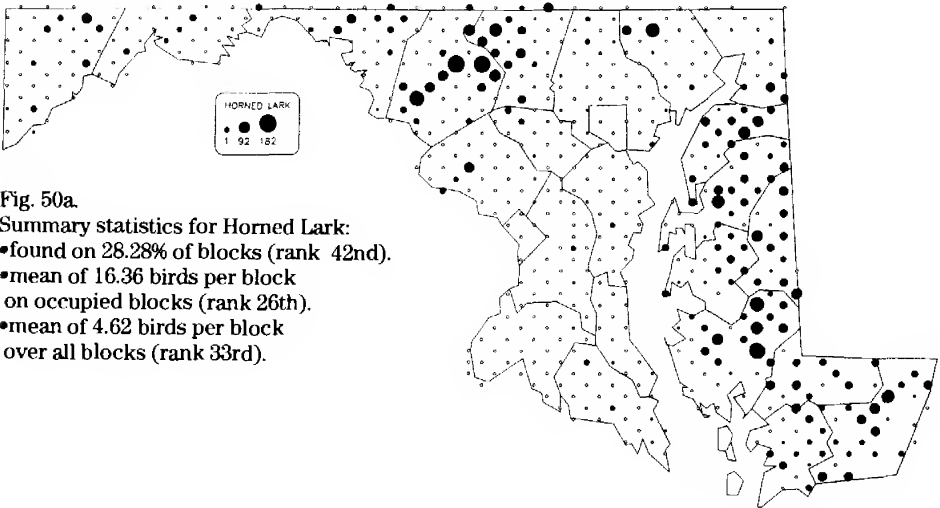 HORNED LARK
1 92 182
Fig. 50a.
Summary statistics for Horned Lark:
•found on 28.28% of blocks (rank 42nd).
•mean of 16.36 birds per block
on occupied blocks (rank 26th).
•mean of 4.62 birds per block
over all blocks (rank 33rd).